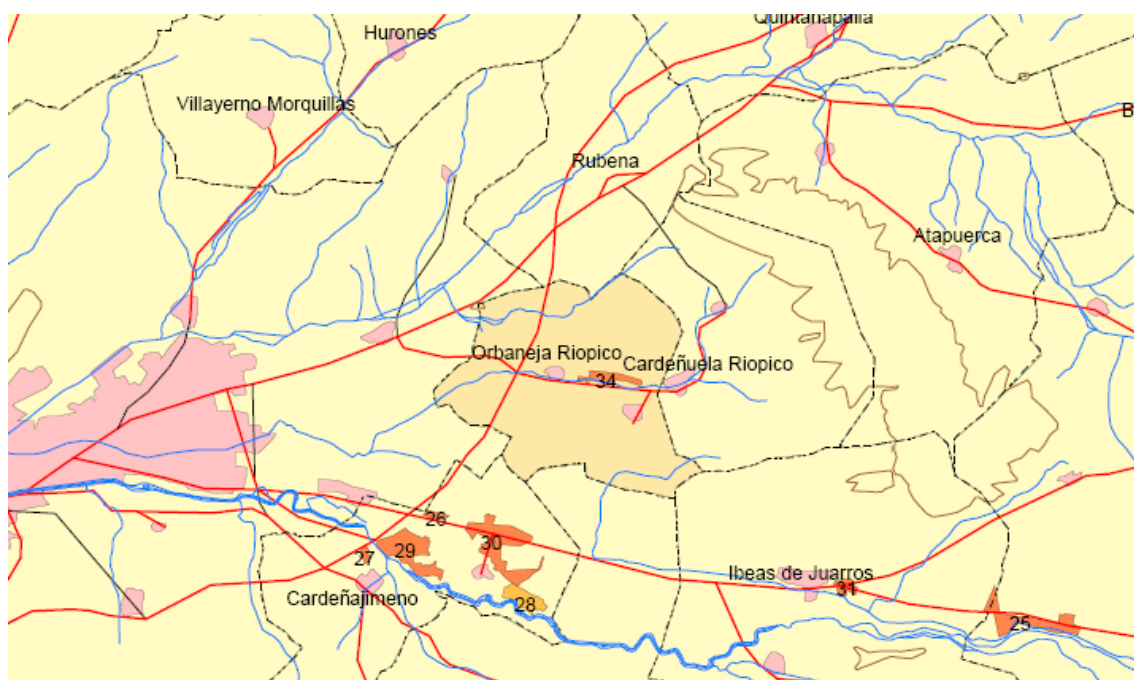 Quintanapalla
Hurones
Villayerno Morquillas
B
Rubena
Atapuerca
Orbaneja Riopico
Cardeñuela Riopico
34
26
30
29
27
Ibeas de Juarros
31
Cardeñajimeno
28
25